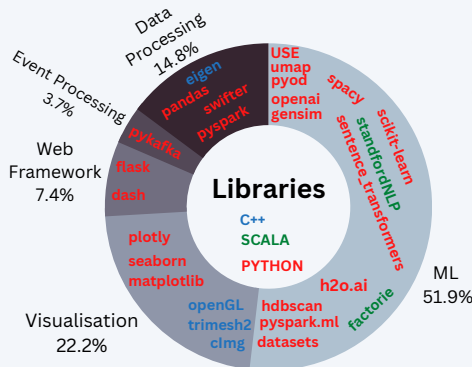 Data
Processing
14.8%
Event Processing
3.7%
Web
Framework
7.4%
Visualisation
22.2%
ML
51.9%
eigen
pandas
swifter
pyspark
pykafka
flask
dash
plotly
seaborn
matplotlib
openGL
trimesh2
cImg
USE
umap
pyod
openai
gensim
spacy
scikit-learn
standfordNLP
sentence_transformers
h2o.ai
factorie
hdbscan
pyspark.ml
datasets
Libraries
C++
SCALA
PYTHON